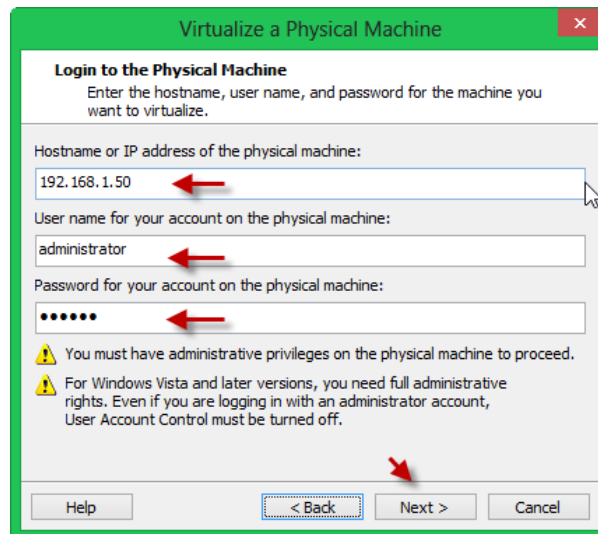 Virtualize a Physical Machine
Login to the Physical Machine
Enter the hostname, user name, and password for the machine you
want to virtualize.
Hostname or IP address of the physical machine:
192.168.1.50
User name for your account on the physical machine:
administrator
Password for your account on the physical machine:
••••••
You must have administrative privileges on the physical machine to proceed.
For Windows Vista and later versions, you need full administrative
rights. Even if you are logging in with an administrator account,
User Account Control must be turned off.
Help < Back Next > Cancel